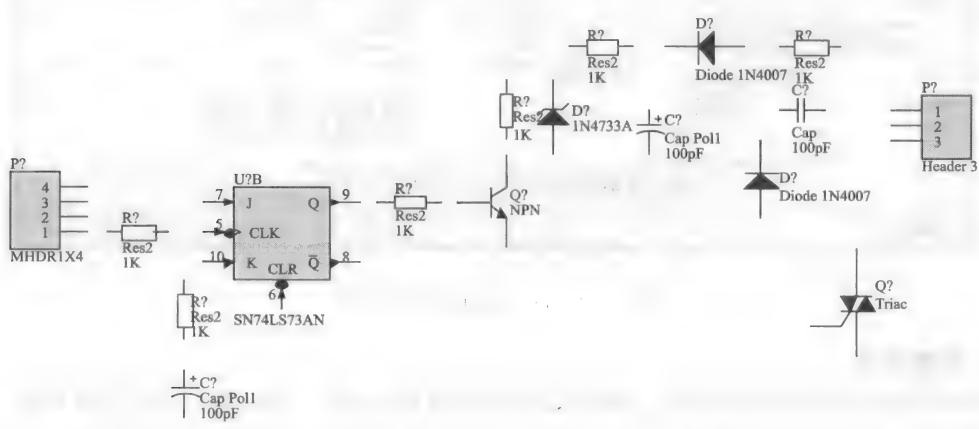 R?
Res2
1K
D?
Diode 1N4007
R?
Res2
1K
C?
Cap
100pF
P?
1
2
3
Header 3
R?
Res2
1K
D?
1N4733A
C?
Cap Pol1
100pF
D?
Diode 1N4007
P?
4
3
2
1
MHDR1X4
R?
Res2
1K
U?B
7
J
Q
9
5
CLK
10
K
CLR
Q̅
8
6
SN74LS73AN
R?
Res2
1K
Q?
NPN
R?
Res2
1K
C?
Cap Pol1
100pF
Q?
Triac